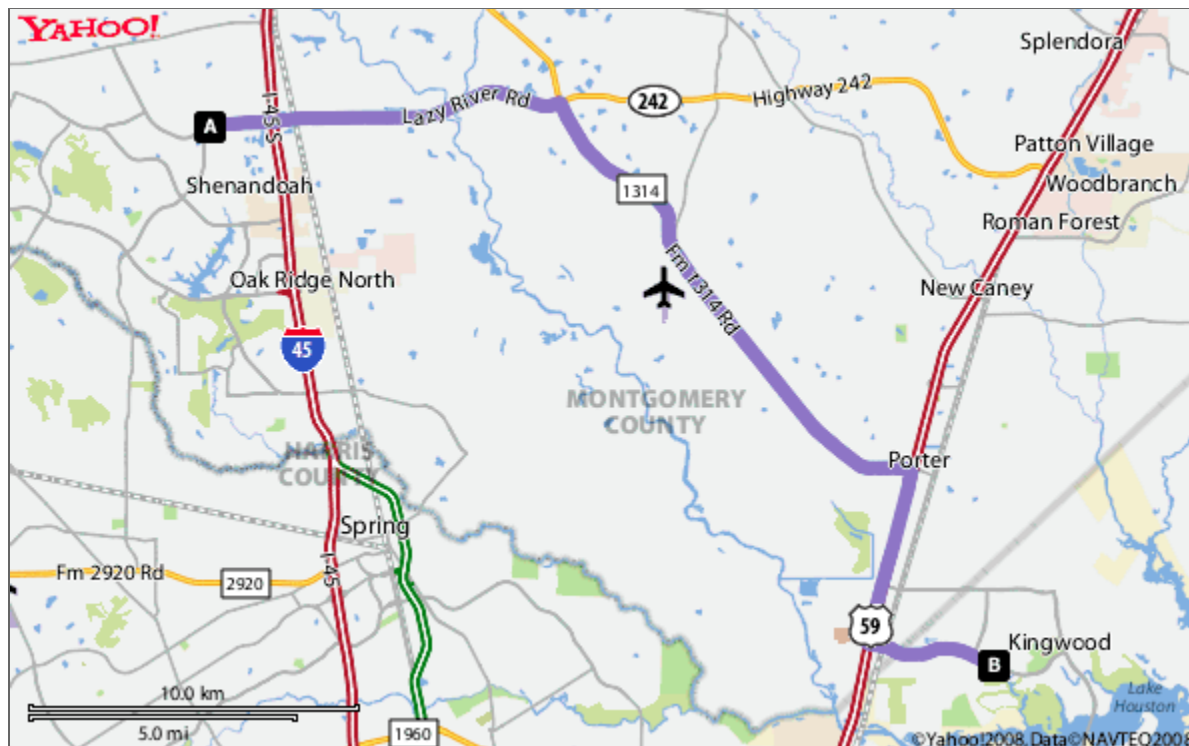 YAHOO!
Splendora
I-45 S
A
Lazy River Rd
242
Highway 242
Patton Village
Shenandoah
1314
Woodbranch
Roman Forest
Fm 1314 Rd
Oak Ridge North
New Caney
45
MONTGOMERY
COUNTY
HARRIS
COUNTY
Porter
Spring
I-45
Fm 2920 Rd
2920
59
Kingwood
B
10.0 km
5.0 mi
1960
Lake
Houston
©Yahoo!2008, Data©NAVTEQ2008